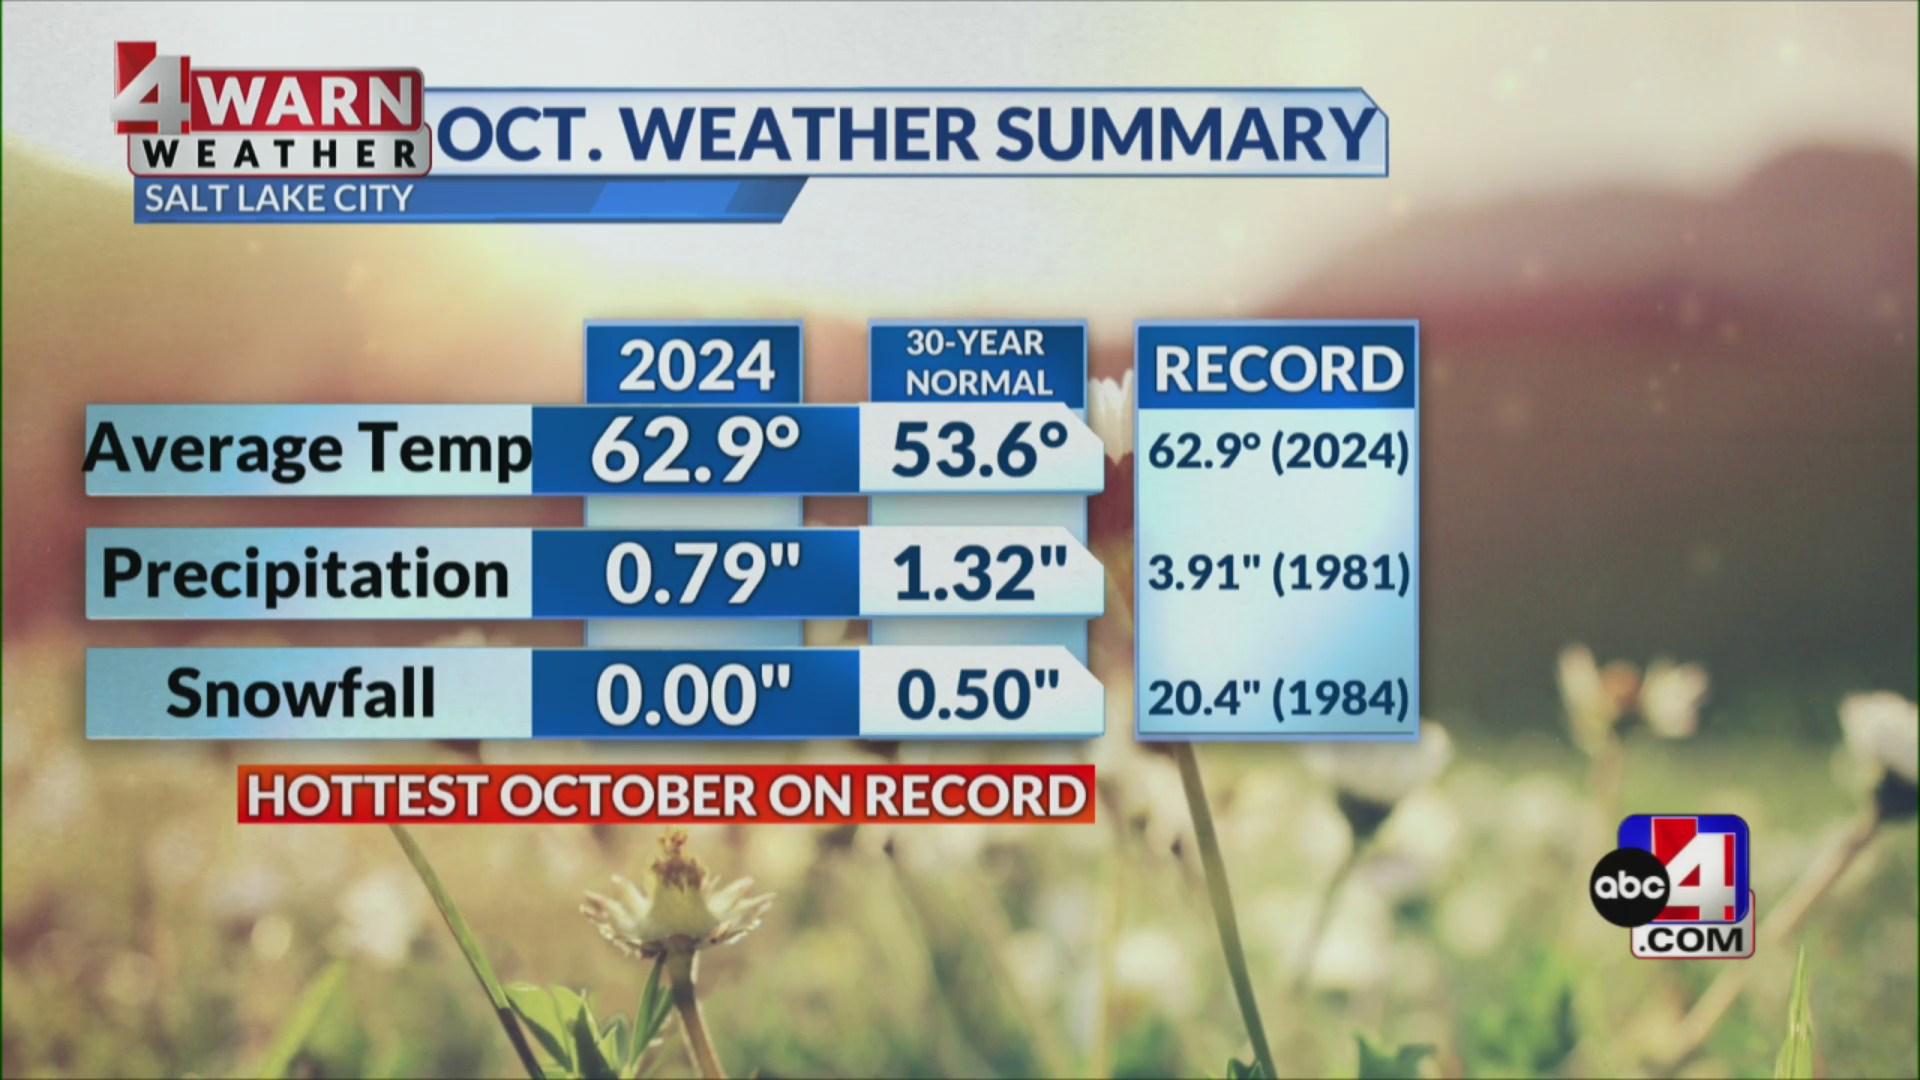 4WARN
WEATHER
OCT. WEATHER SUMMARY
SALT LAKE CITY
2024
30-YEAR
NORMAL
RECORD
Average Temp 62.9° 53.6° 62.9° (2024)
Precipitation 0.79" 1.32" 3.91" (1981)
Snowfall 0.00" 0.50" 20.4" (1984)
HOTTEST OCTOBER ON RECORD
abc 4
.COM